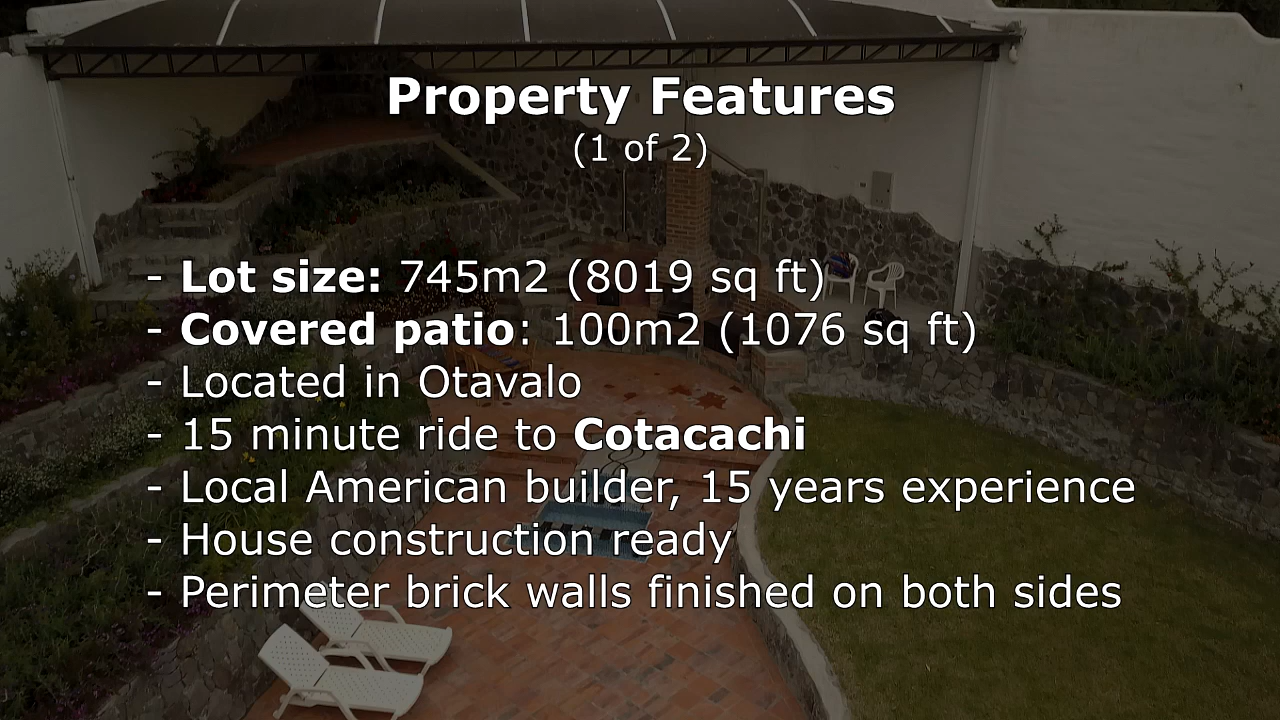 Property Features
(1 of 2)
- Lot size: 745m2 (8019 sq ft)
- Covered patio: 100m2 (1076 sq ft)
- Located in Otavalo
- 15 minute ride to Cotacachi
- Local American builder, 15 years experience
- House construction ready
- Perimeter brick walls finished on both sides